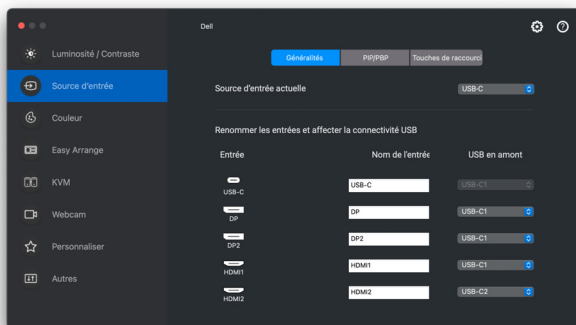 Dell
Luminosité / Contraste
Source d'entrée
Couleur
Easy Arrange
KVM
Webcam
Personnaliser
Autres
Généralités PIP/PBP Touches de raccourci
Source d'entrée actuelle USB-C
Renommer les entrées et affecter la connectivité USB
Entrée Nom de l'entrée USB en amont
USB-C USB-C USB-C1
DP DP USB-C1
DP2 DP2 USB-C1
HDMI1 HDMI1 USB-C1
HDMI2 HDMI2 USB-C2